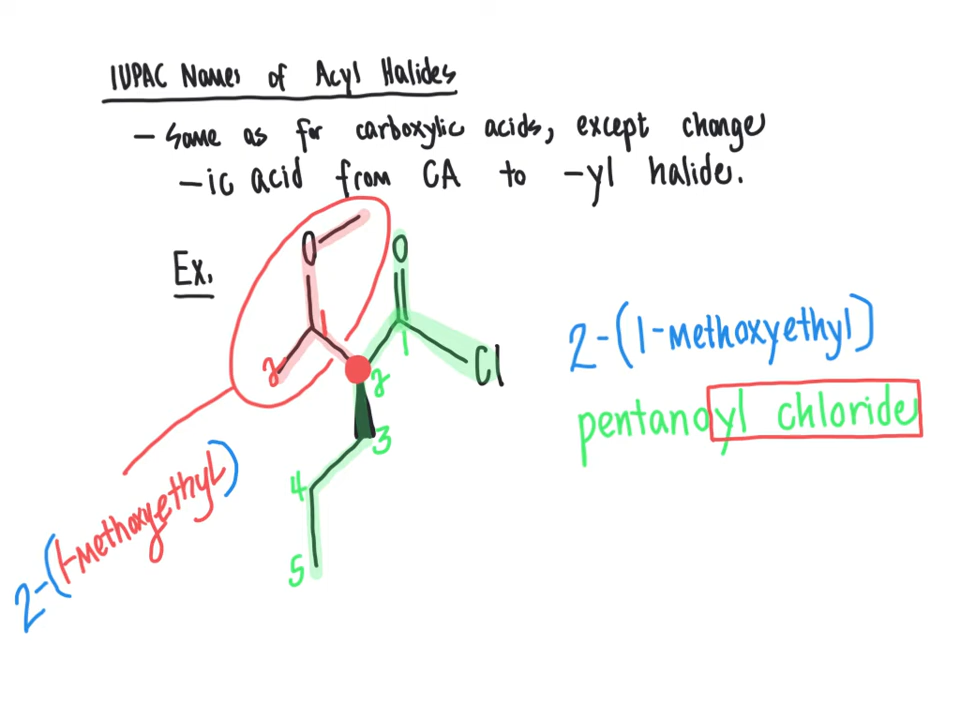 IUPAC Names of Acyl Halides
- Same as for carboxylic acids, except change
-ic acid from CA to -yl halide.
Ex.
O
O
1
1
2
2
Cl
3
4
5
2-(1-methoxyethyl)
pentanoyl chloride
2-(1-methoxyethyl)